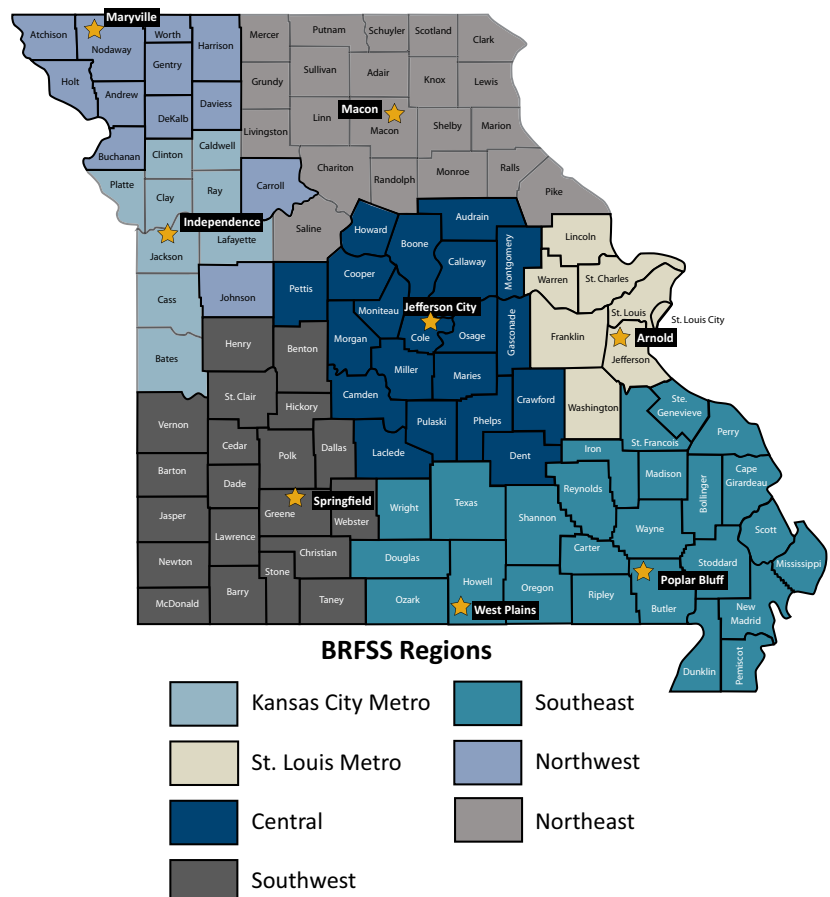 Maryville
Atchison
Nodaway
Worth
Harrison
Mercer
Putnam
Schuyler
Scotland
Clark
Gentry
Sullivan
Adair
Knox
Lewis
Holt
Andrew
DeKalb
Daviess
Grundy
Macon
Macon
Linn
Shelby
Marion
Livingston
Buchanan
Clinton
Caldwell
Chariton
Randolph
Monroe
Ralls
Pike
Platte
Clay
Ray
Carroll
Independence
Jackson
Lafayette
Saline
Howard
Boone
Audrain
Callaway
Montgomery
Lincoln
Warren
St. Charles
Cass
Johnson
Pettis
Cooper
Moniteau
Jefferson City
Cole
Osage
Gasconade
Franklin
St. Louis
St. Louis City
Arnold
Jefferson
Bates
Henry
Benton
Morgan
Miller
Maries
Camden
Crawford
Washington
Ste.
Genevieve
Vernon
St. Clair
Hickory
Pulaski
Phelps
St. Francois
Perry
Cedar
Polk
Dallas
Laclede
Dent
Iron
Madison
Bollinger
Cape
Girardeau
Barton
Dade
Springfield
Greene
Webster
Wright
Texas
Reynolds
Shannon
Wayne
Scott
Jasper
Lawrence
Christian
Douglas
Carter
Stoddard
Mississippi
Newton
Stone
Howell
Poplar Bluff
McDonald
Barry
Taney
Ozark
West Plains
Oregon
Ripley
Butler
New
Madrid
Dunklin
Pemiscot
BRFSS Regions
Kansas City Metro
St. Louis Metro
Central
Southwest
Southeast
Northwest
Northeast